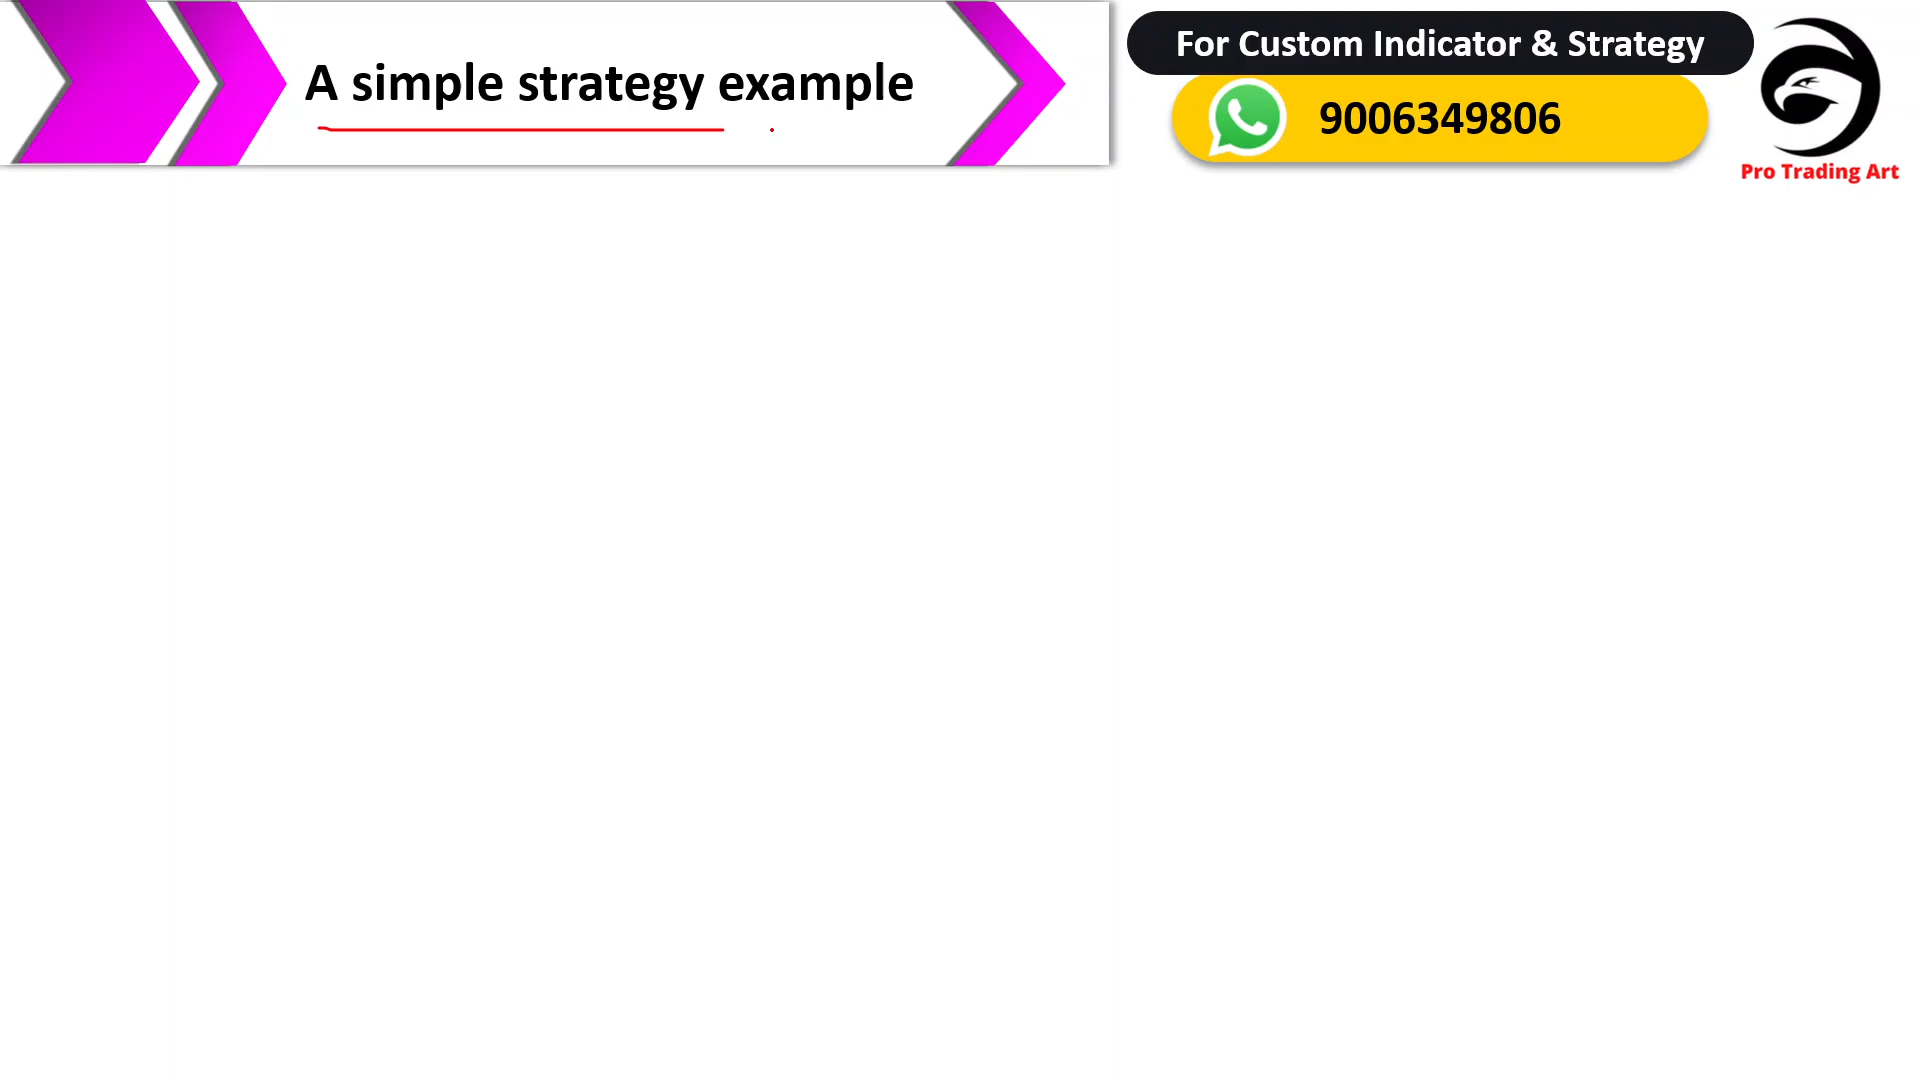 A simple strategy example
For Custom Indicator & Strategy
9006349806
Pro Trading Art